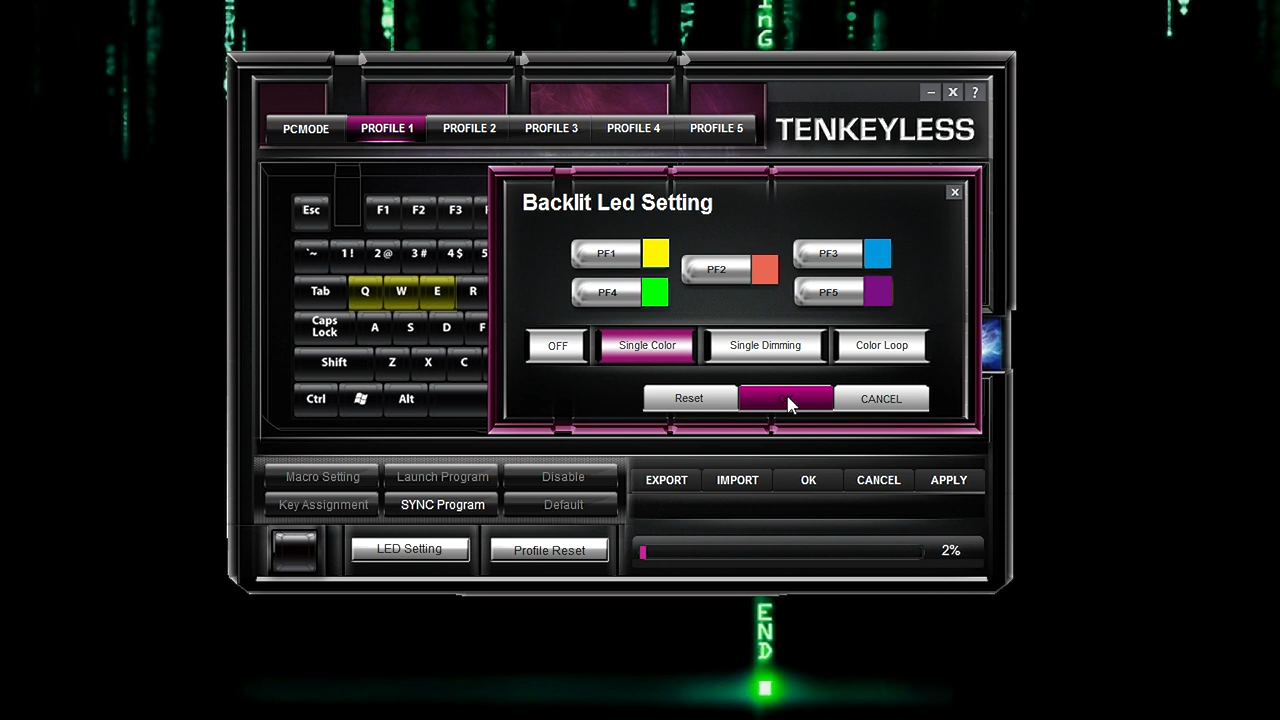 ING
PCMODE PROFILE 1 PROFILE 2 PROFILE 3 PROFILE 4 PROFILE 5
– X ?
TENKEYLESS
Backlit Led Setting
x
PF1 PF2 PF3
PF4 PF5
OFF Single Color Single Dimming Color Loop
Reset CANCEL
Esc F1 F2 F3
`~ 1! 2@ 3# 4$ 5
Tab Q W E R
Caps Lock A S D F
Shift Z X C
Ctrl Alt
Macro Setting Launch Program Disable
Key Assignment SYNC Program Default
EXPORT IMPORT OK CANCEL APPLY
LED Setting Profile Reset
2%
END